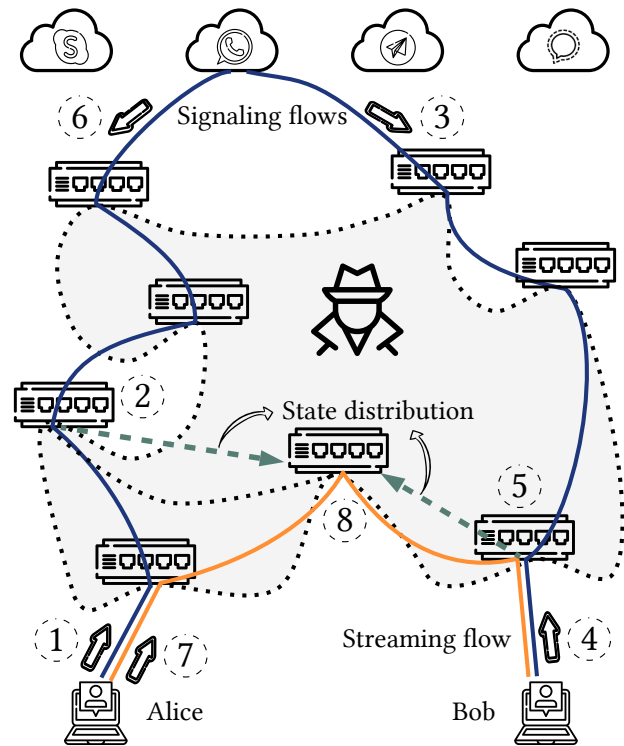 S
6
Signaling flows
3
2
State distribution
5
8
1
7
Streaming flow
4
Alice
Bob